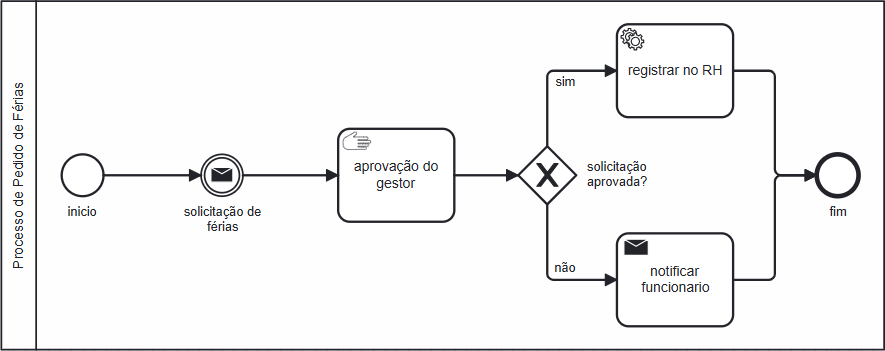 Processo de Pedido de Férias
inicio
solicitação de
férias
aprovação do
gestor
solicitação
aprovada?
sim
registrar no RH
não
notificar
funcionario
fim